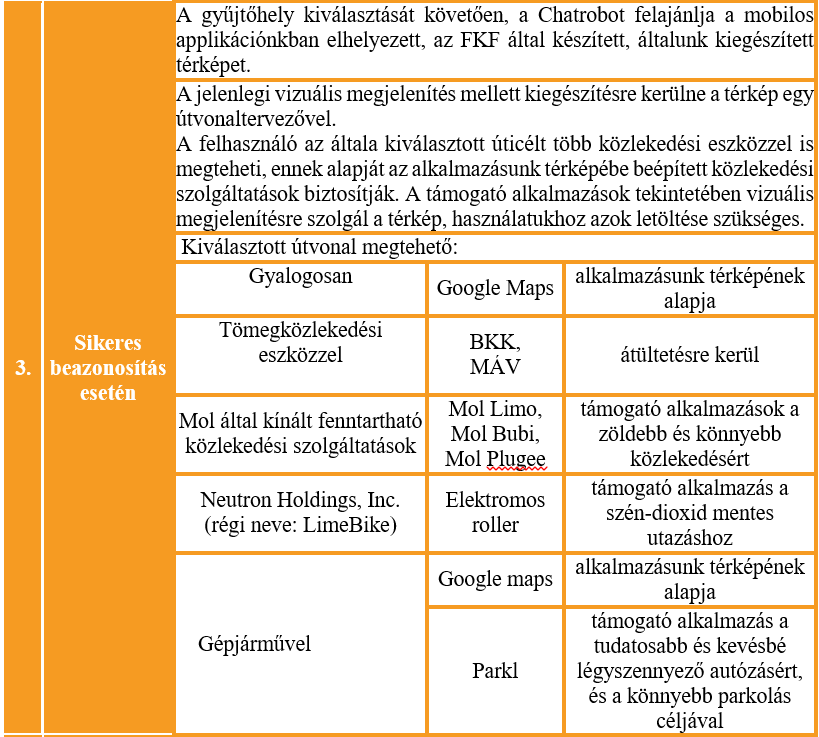 A gyűjtőhely kiválasztását követően, a Chatrobot felajánlja a mobilos
applikációnkban elhelyezett, az FKF által készített, általunk kiegészített
térképet.
A jelenlegi vizuális megjelenítés mellett kiegészítésre kerülne a térkép egy
útvonaltervezővel.
A felhasználó az általa kiválasztott úticélt több közlekedési eszközzel is
megteheti, ennek alapját az alkalmazásunk térképébe beépített közlekedési
szolgáltatások biztosítják. A támogató alkalmazások tekintetében vizuális
megjelenítésre szolgál a térkép, használatukhoz azok letöltése szükséges.
Kiválasztott útvonal megtehető:
3.
Sikeres
beazonosítás
esetén
Gyalogosan
Google Maps
alkalmazásunk térképének
alapja
Tömegközlekedési
eszközzel
BKK,
MÁV
átültetésre kerül
Mol által kínált fenntartható
közlekedési szolgáltatások
Mol Limo,
Mol Bubi,
Mol Plugee
támogató alkalmazások a
zöldebb és könnyebb
közlekedésért
Neutron Holdings, Inc.
(régi neve: LimeBike)
Elektromos
roller
támogató alkalmazás a
szén-dioxid mentes
utazáshoz
Gépjárművel
Google maps
alkalmazásunk térképének
alapja
Parkl
támogató alkalmazás a
tudatosabb és kevésbé
légyszennyező autózásért,
és a könnyebb parkolás
céljával